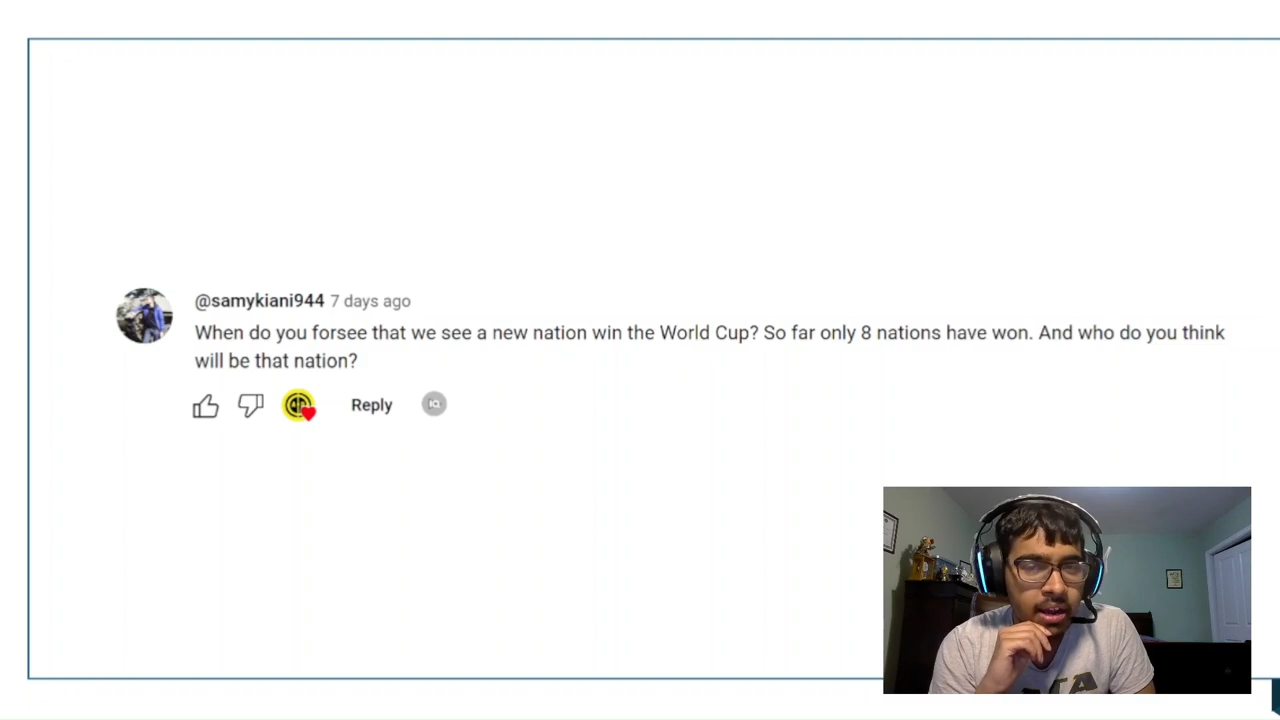 @samykiani944 7 days ago
When do you forsee that we see a new nation win the World Cup? So far only 8 nations have won. And who do you think
will be that nation?
Reply